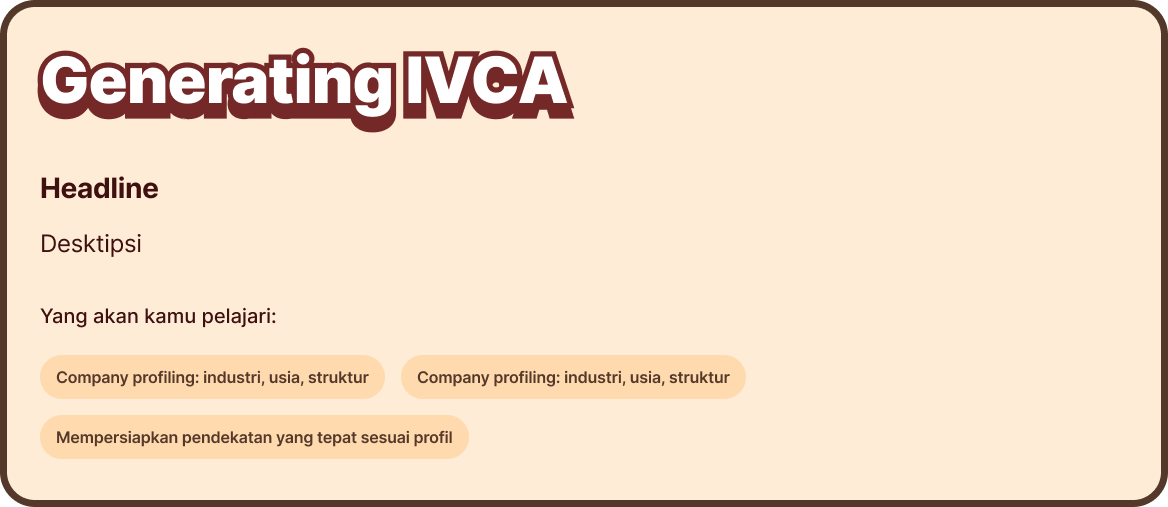 Generating IVCA
Headline
Desktipsi
Yang akan kamu pelajari:
Company profiling: industri, usia, struktur
Company profiling: industri, usia, struktur
Mempersiapkan pendekatan yang tepat sesuai profil